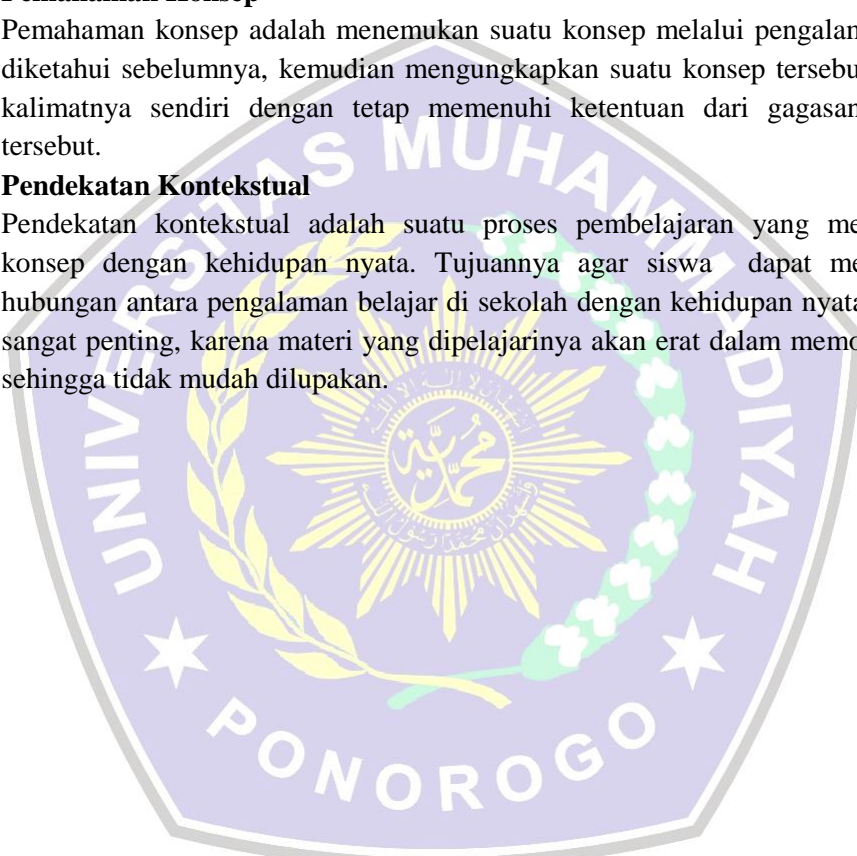 Pemahaman Konsep
Pemahaman konsep adalah menemukan suatu konsep melalui pengalan
diketahui sebelumnya, kemudian mengungkapkan suatu konsep tersebu
kalimatnya sendiri dengan tetap memenuhi ketentuan dari gagasan
tersebut.
Pendekatan Kontekstual
Pendekatan kontekstual adalah suatu proses pembelajaran yang me
konsep dengan kehidupan nyata. Tujuannya agar siswa dapat me
hubungan antara pengalaman belajar di sekolah dengan kehidupan nyata
sangat penting, karena materi yang dipelajarinya akan erat dalam memo
sehingga tidak mudah dilupakan.
UNIVERSITAS MUHAMMADIYAH
PONOROGO
محمدية